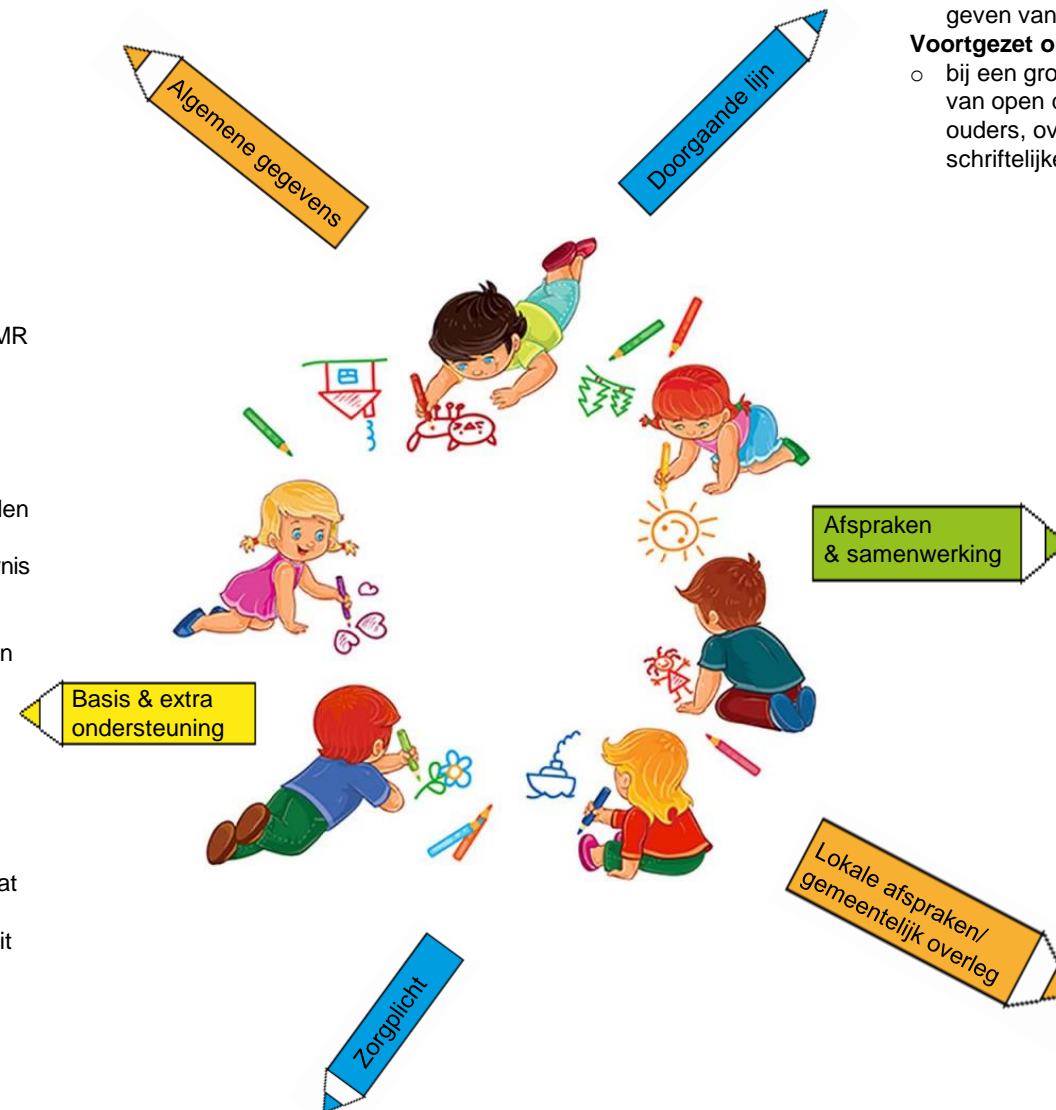 geven van
Voortgezet o
○ bij een gro
van open
ouders, ov
schriftelijke
Algemene gegevens
Doorgaande lijn
MR
den
nis
n
Afspraken
& samenwerking
Basis & extra
ondersteuning
at
it
Lokale afspraken/
gemeentelijk overleg
Zorgplicht